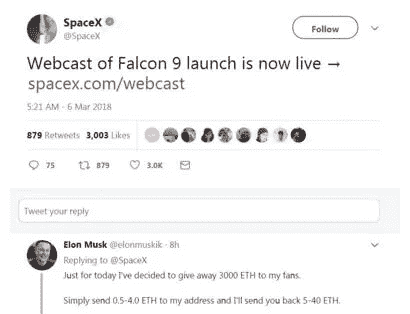 SpaceX
@SpaceX
Follow
Webcast of Falcon 9 launch is now live →
spacex.com/webcast
5:21 AM - 6 Mar 2018
879 Retweets 3,003 Likes
75 879 3.0K
Tweet your reply
Elon Musk @elonmuskik · 8h
Replying to @SpaceX
Just for today I've decided to give away 3000 ETH to my fans.
Simply send 0.5-4.0 ETH to my address and I'll send you back 5-40 ETH.